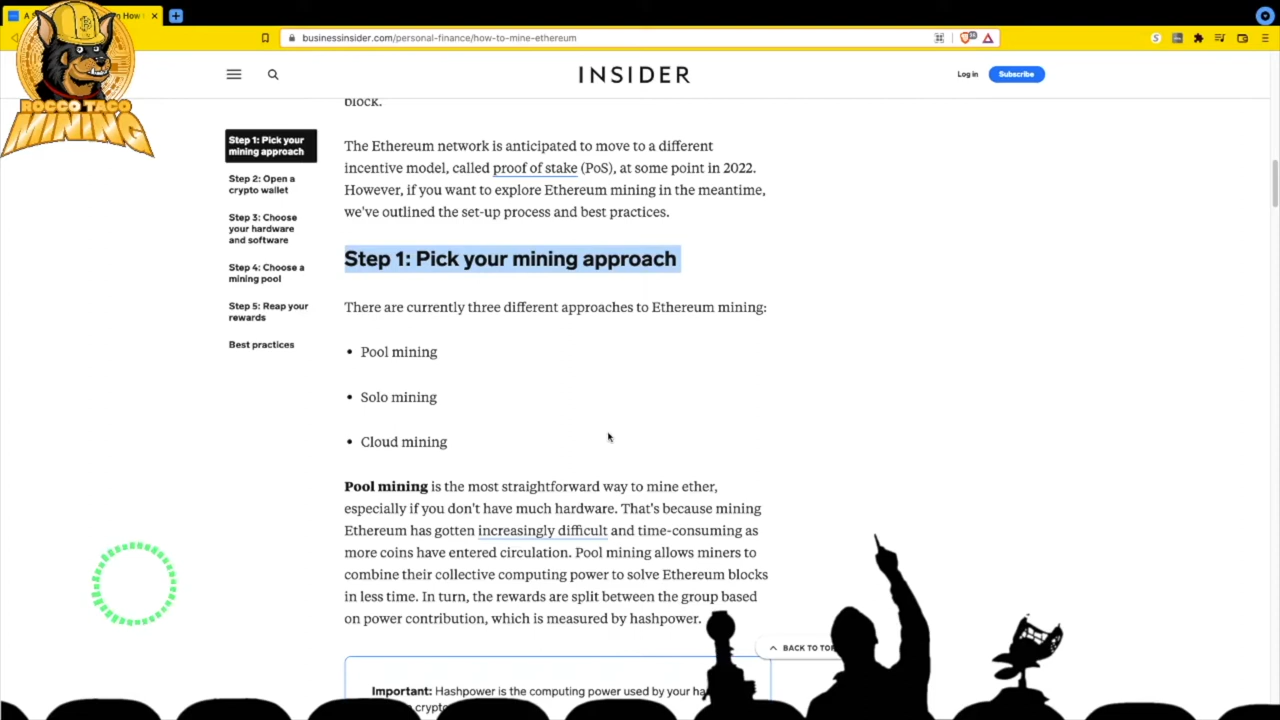 businessinsider.com/personal-finance/how-to-mine-ethereum
ROCCO TACO
MINING
INSIDER
Log in
Subscribe
Step 1: Pick your
mining approach
Step 2: Open a
crypto wallet
Step 3: Choose
your hardware
and software
Step 4: Choose a
mining pool
Step 5: Reap your
rewards
Best practices
block.
The Ethereum network is anticipated to move to a different
incentive model, called proof of stake (PoS), at some point in 2022.
However, if you want to explore Ethereum mining in the meantime,
we've outlined the set-up process and best practices.
Step 1: Pick your mining approach
There are currently three different approaches to Ethereum mining:
• Pool mining
• Solo mining
• Cloud mining
Pool mining is the most straightforward way to mine ether,
especially if you don't have much hardware. That's because mining
Ethereum has gotten increasingly difficult and time-consuming as
more coins have entered circulation. Pool mining allows miners to
combine their collective computing power to solve Ethereum blocks
in less time. In turn, the rewards are split between the group based
on power contribution, which is measured by hashpower.
BACK TO TOP
Important: Hashpower is the computing power used by your